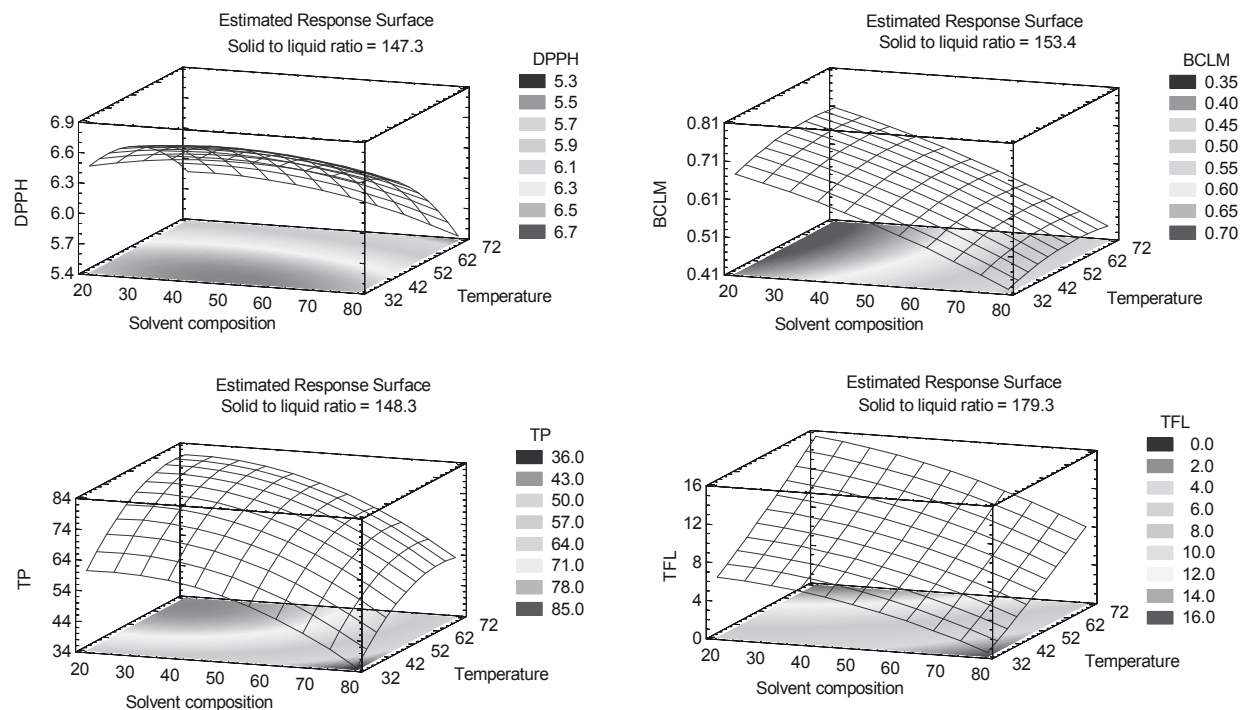 Estimated Response Surface
Solid to liquid ratio = 147.3
DPPH
5.3
5.5
5.7
5.9
6.1
6.3
6.5
6.7
6.9
6.6
6.3
6.0
5.7
5.4
DPPH
20 30 40 50 60 70 80
Solvent composition
32 42 52 62 72
Temperature
Estimated Response Surface
Solid to liquid ratio = 153.4
BCLM
0.35
0.40
0.45
0.50
0.55
0.60
0.65
0.70
0.81
0.71
0.61
0.51
0.41
BCLM
20 30 40 50 60 70 80
Solvent composition
32 42 52 62 72
Temperature
Estimated Response Surface
Solid to liquid ratio = 148.3
TP
36.0
43.0
50.0
57.0
64.0
71.0
78.0
85.0
84
74
64
54
44
34
TP
20 30 40 50 60 70 80
Solvent composition
32 42 52 62 72
Temperature
Estimated Response Surface
Solid to liquid ratio = 179.3
TFL
0.0
2.0
4.0
6.0
8.0
10.0
12.0
14.0
16.0
16
12
8
4
0
TFL
20 30 40 50 60 70 80
Solvent composition
32 42 52 62 72
Temperature